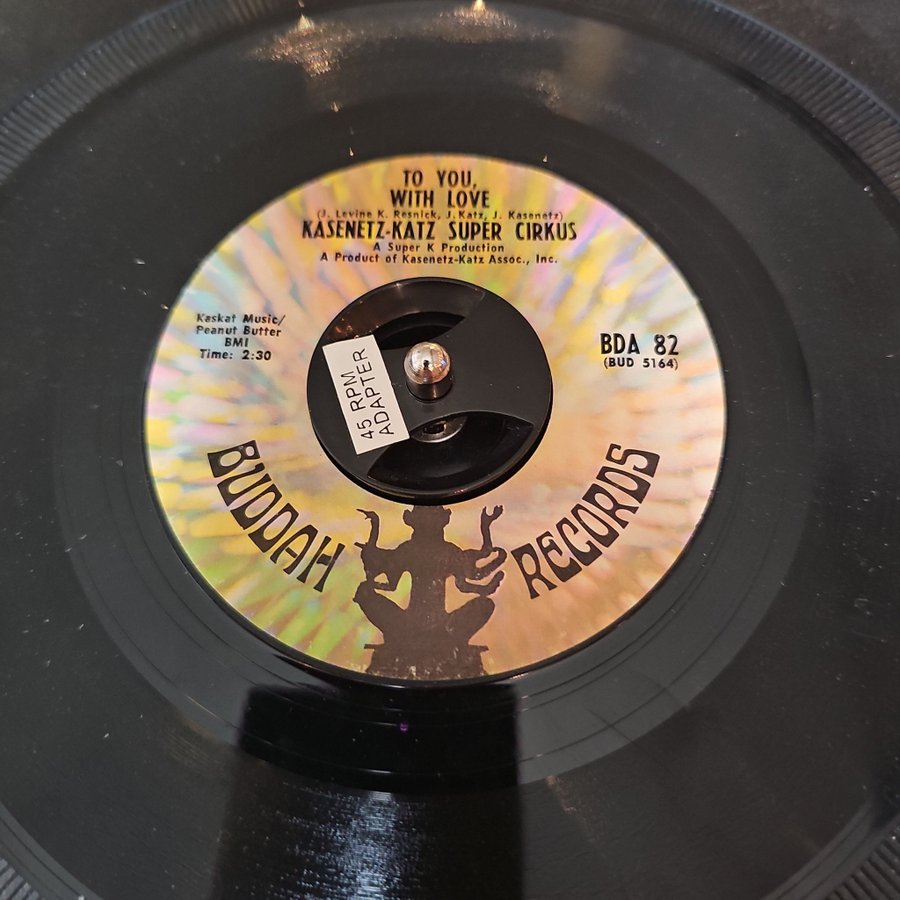 TO YOU,
WITH LOVE
(J. Levine K. Resnick, J. Katz, J. Kasenetz)
KASENETZ-KATZ SUPER CIRKUS
A Super K Production
A Product of Kasenetz-Katz Assoc., Inc.
Kaskat Music/
Peanut Butter
BMI
Time: 2:30
BDA 82
(BUD 5164)
45 RPM
ADAPTER
BUDDAH RECORDS